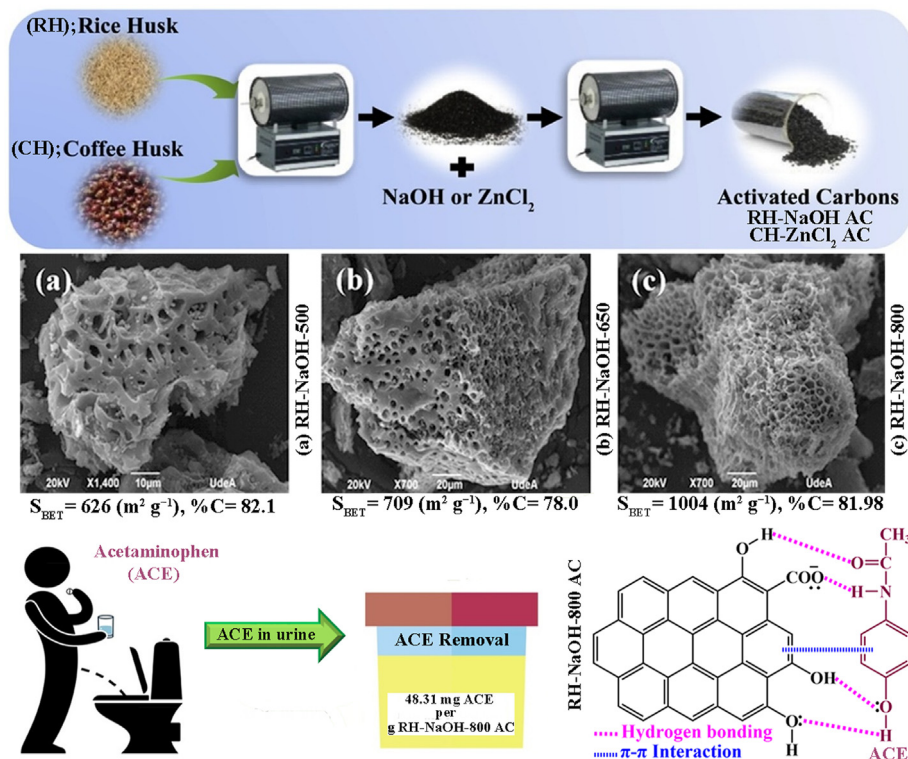 (RH);Rice Husk
(CH);Coffee Husk
+
NaOH or ZnCl₂
Activated Carbons
RH-NaOH AC
CH-ZnCl₂ AC
(a)
20kV X1,400 10µm UdeA
(a) RH-NaOH-500
(b)
20kV X700 20µm UdeA
(b) RH-NaOH-650
(c)
20kV X700 20µm UdeA
(c) RH-NaOH-800
S_BET= 626 (m² g⁻¹), %C= 82.1
S_BET= 709 (m² g⁻¹), %C= 78.0
S_BET= 1004 (m² g⁻¹), %C= 81.98
Acetaminophen
(ACE)
ACE in urine
ACE Removal
48.31 mg ACE
per
g RH-NaOH-800 AC
RH-NaOH-800 AC
H
O
COO⁻
OH
O
H
CH₃
O=C
H-N
O
H
Hydrogen bonding
π-π Interaction
ACE